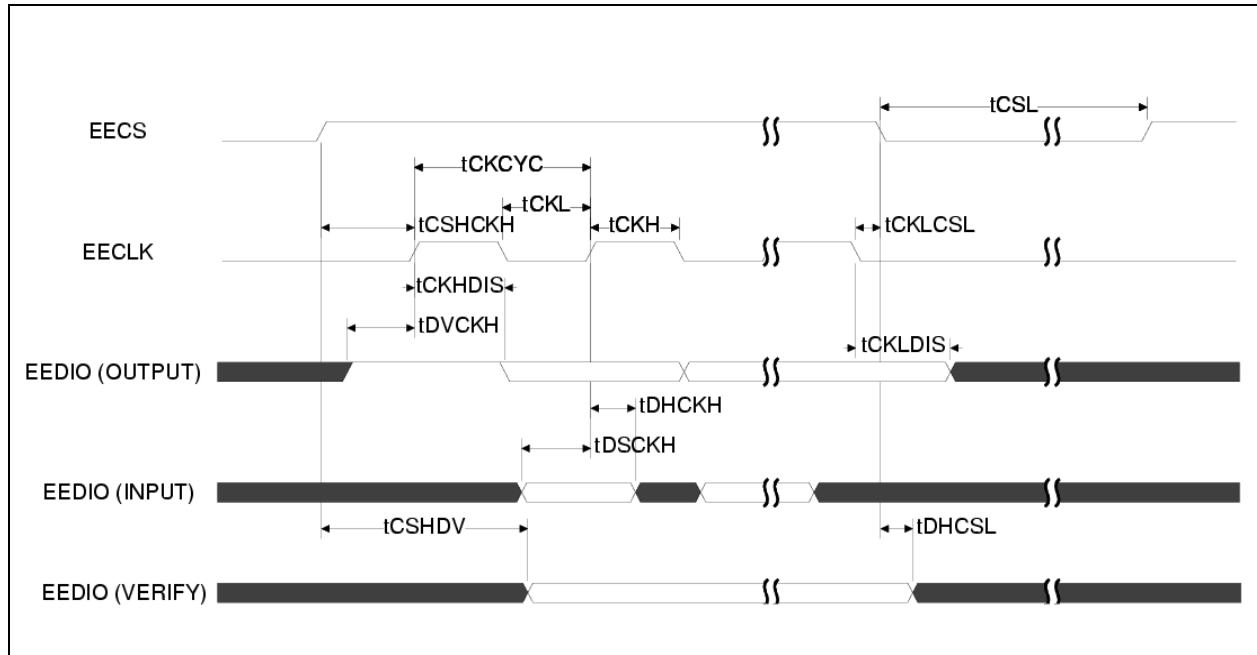 tCSL
EECS
tCKCYC
tCKL
tCSHCKH
tCKH
tCKLCSL
EECLK
tCKHDIS
tDVCKH
tCKLDIS
EEDIO (OUTPUT)
tDHCKH
tDSCKH
EEDIO (INPUT)
tCSHDV
tDHCSL
EEDIO (VERIFY)